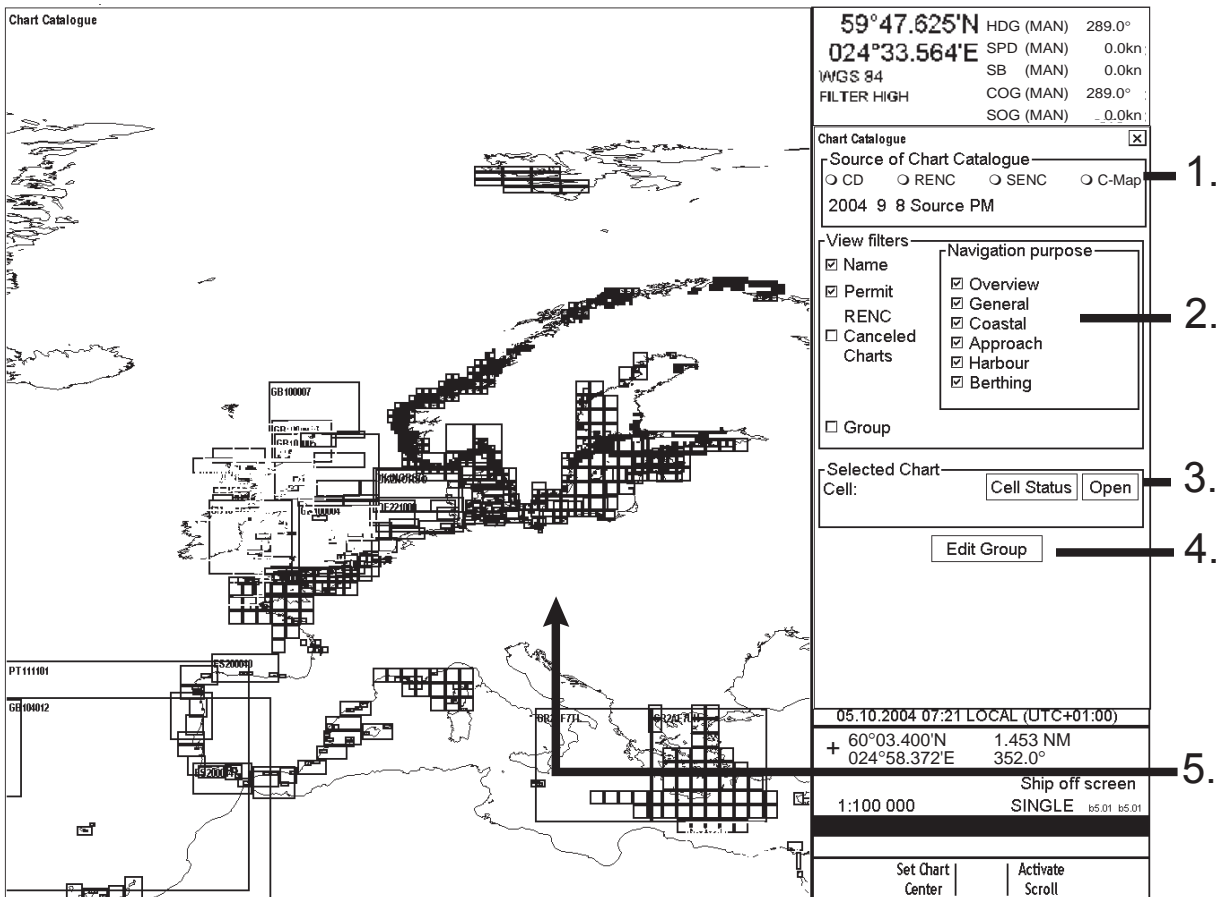 Chart Catalogue
GB100007
GB100004
ES200040
PT111101
GB104012
59°47.625'N
024°33.564'E
WGS 84
FILTER HIGH
HDG (MAN) 289.0°
SPD (MAN) 0.0kn
SB (MAN) 0.0kn
COG (MAN) 289.0°
SOG (MAN) 0.0kn
Chart Catalogue
Source of Chart Catalogue
CD RENC SENC C-Map
2004 9 8 Source PM
1.
View filters
Name
Permit
RENC
Canceled
Charts
Group
Navigation purpose
Overview
General
Coastal
Approach
Harbour
Berthing
2.
Selected Chart
Cell: Cell Status Open
3.
Edit Group
4.
05.10.2004 07:21 LOCAL (UTC+01:00)
+ 60°03.400'N 1.453 NM
024°58.372'E 352.0°
5.
Ship off screen
1:100 000 SINGLE b5.01 b5.01
Set Chart
Center
Activate
Scroll